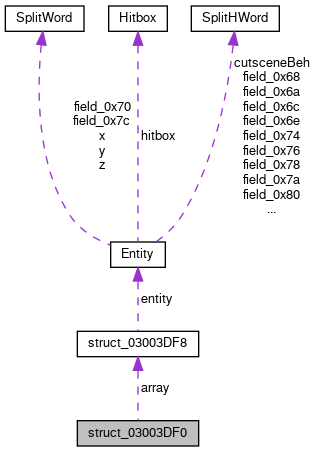 SplitWord
Hitbox
SplitHWord
field_0x70
field_0x7c
x
y
z
hitbox
cutsceneBeh
field_0x68
field_0x6a
field_0x6c
field_0x6e
field_0x74
field_0x76
field_0x78
field_0x7a
field_0x80
...
Entity
entity
struct_03003DF8
array
struct_03003DF0